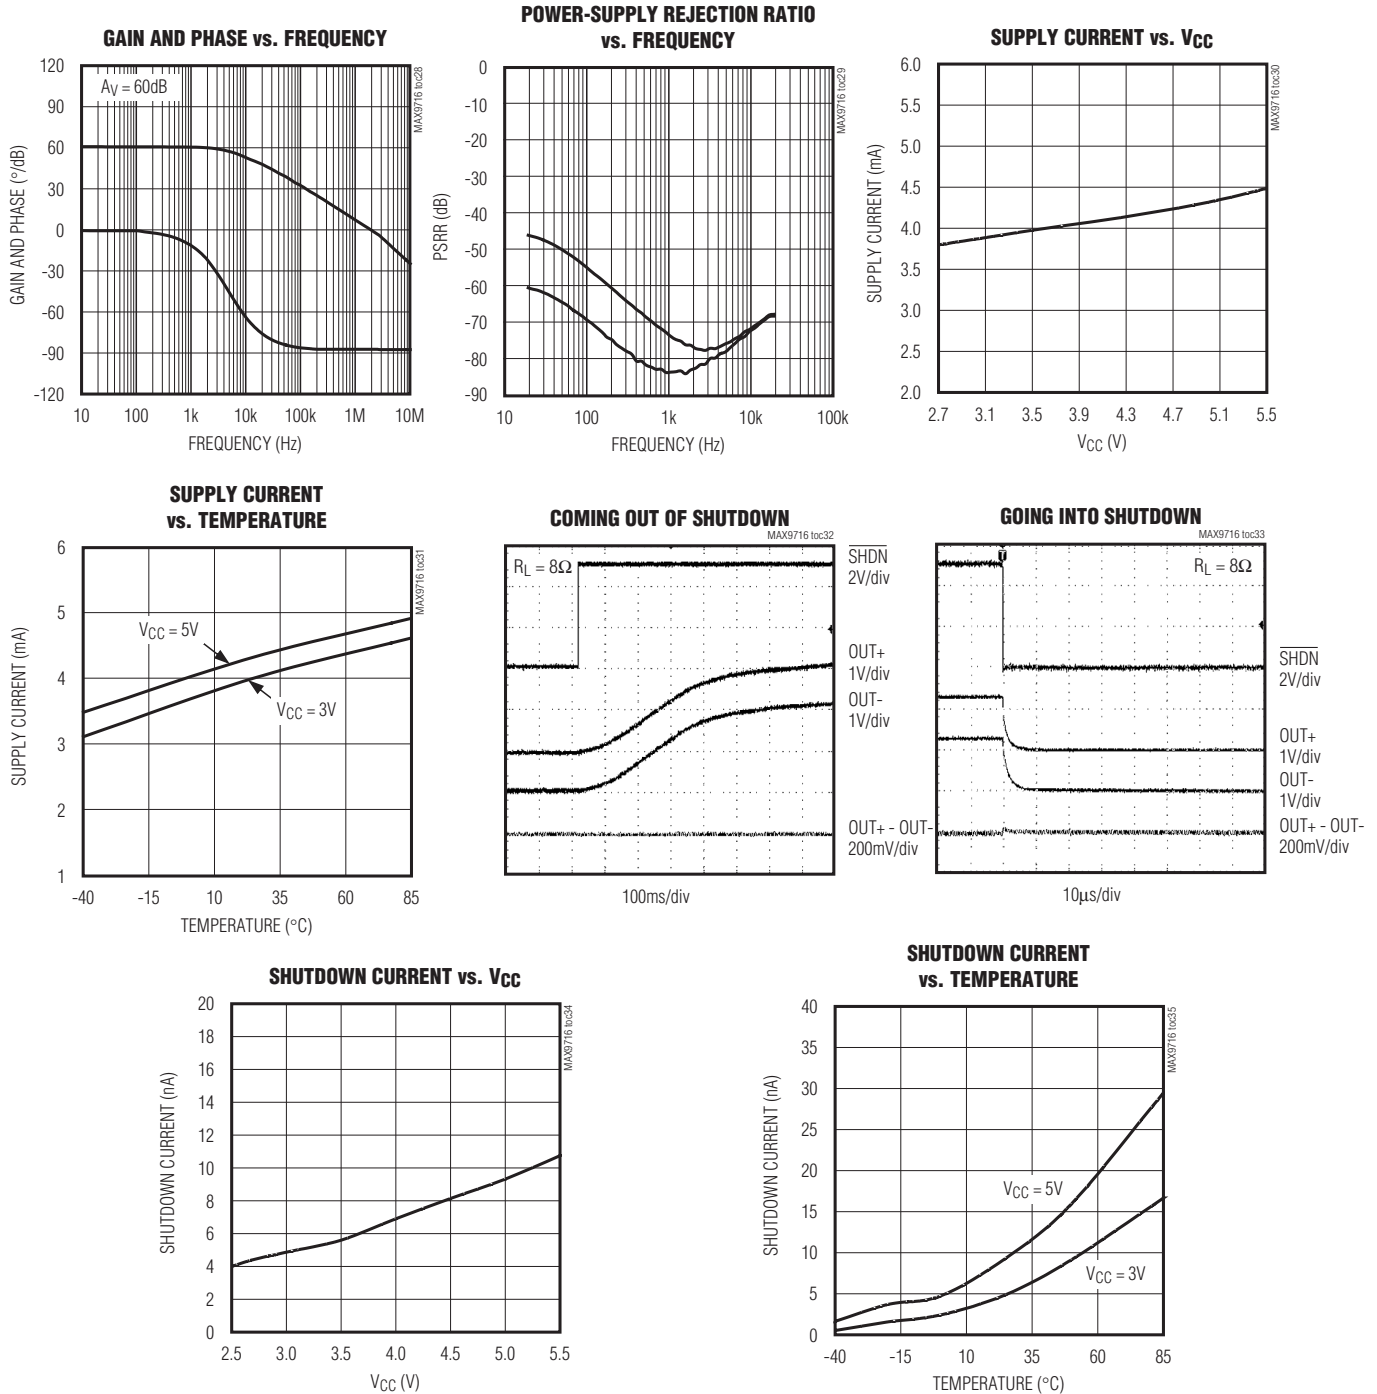 GAIN AND PHASE vs. FREQUENCY
120
90
60
30
0
-30
-60
-90
-120
GAIN AND PHASE (°/dB)
AV = 60dB
10 100 1k 10k 100k 1M 10M
FREQUENCY (Hz)
MAX9716 toc28
POWER-SUPPLY REJECTION RATIO
vs. FREQUENCY
0
-10
-20
-30
-40
-50
-60
-70
-80
-90
PSRR (dB)
10 100 1k 10k 100k
FREQUENCY (Hz)
MAX9716 toc29
SUPPLY CURRENT vs. VCC
6.0
5.5
5.0
4.5
4.0
3.5
3.0
2.5
2.0
SUPPLY CURRENT (mA)
2.7 3.1 3.5 3.9 4.3 4.7 5.1 5.5
VCC (V)
MAX9716 toc30
SUPPLY CURRENT
vs. TEMPERATURE
6
5
4
3
2
1
SUPPLY CURRENT (mA)
VCC = 5V
VCC = 3V
-40 -15 10 35 60 85
TEMPERATURE (°C)
MAX9716 toc31
COMING OUT OF SHUTDOWN
MAX9716 toc32
RL = 8Ω
SHDN
2V/div
OUT+
1V/div
OUT-
1V/div
OUT+ - OUT-
200mV/div
100ms/div
GOING INTO SHUTDOWN
MAX9716 toc33
T
RL = 8Ω
SHDN
2V/div
OUT+
1V/div
OUT-
1V/div
OUT+ - OUT-
200mV/div
10µs/div
SHUTDOWN CURRENT vs. VCC
20
18
16
14
12
10
8
6
4
2
0
SHUTDOWN CURRENT (nA)
2.5 3.0 3.5 4.0 4.5 5.0 5.5
VCC (V)
MAX9716 toc34
SHUTDOWN CURRENT
vs. TEMPERATURE
40
35
30
25
20
15
10
5
0
SHUTDOWN CURRENT (nA)
VCC = 5V
VCC = 3V
-40 -15 10 35 60 85
TEMPERATURE (°C)
MAX9716 toc35